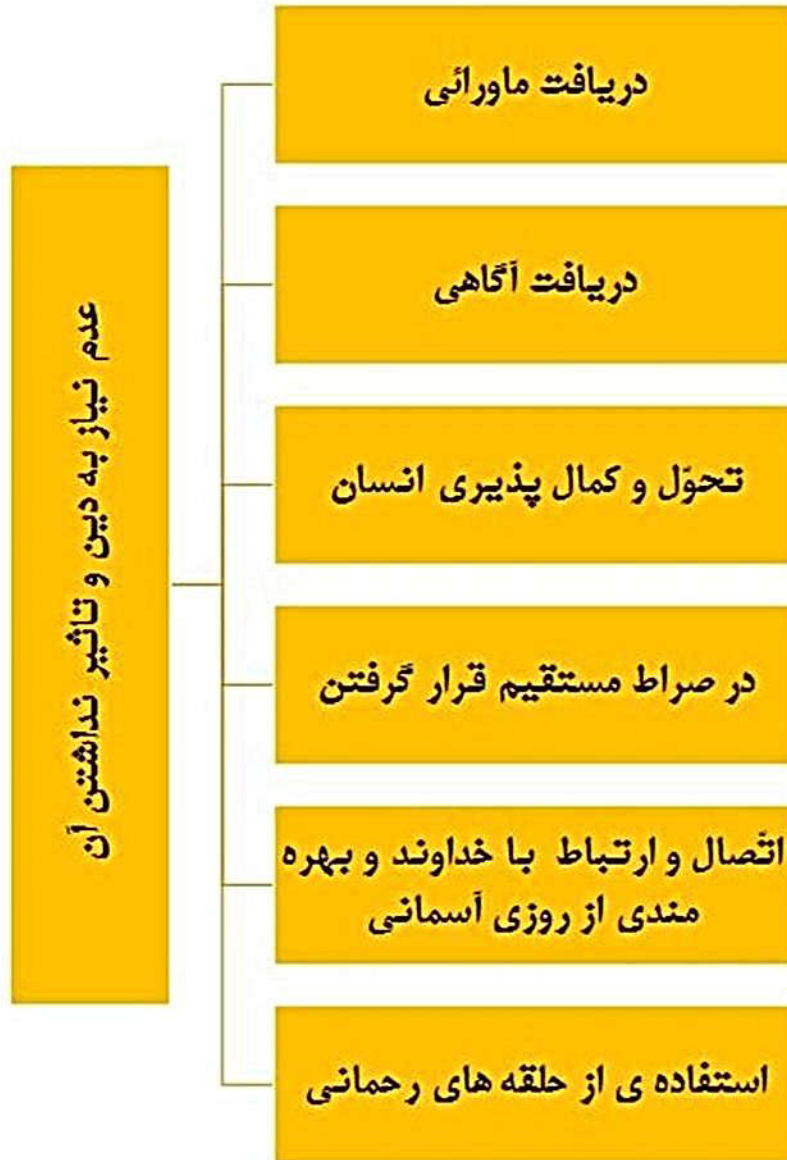 عدم نیاز به دین و تاثیر نداشتن آن
دریافت ماورائی
دریافت آگاهی
تحوّل و کمال پذیری انسان
در صراط مستقیم قرار گرفتن
اتّصال و ارتباط با خداوند و بهره
مندی از روزی آسمانی
استفاده ی از حلقه های رحمانی